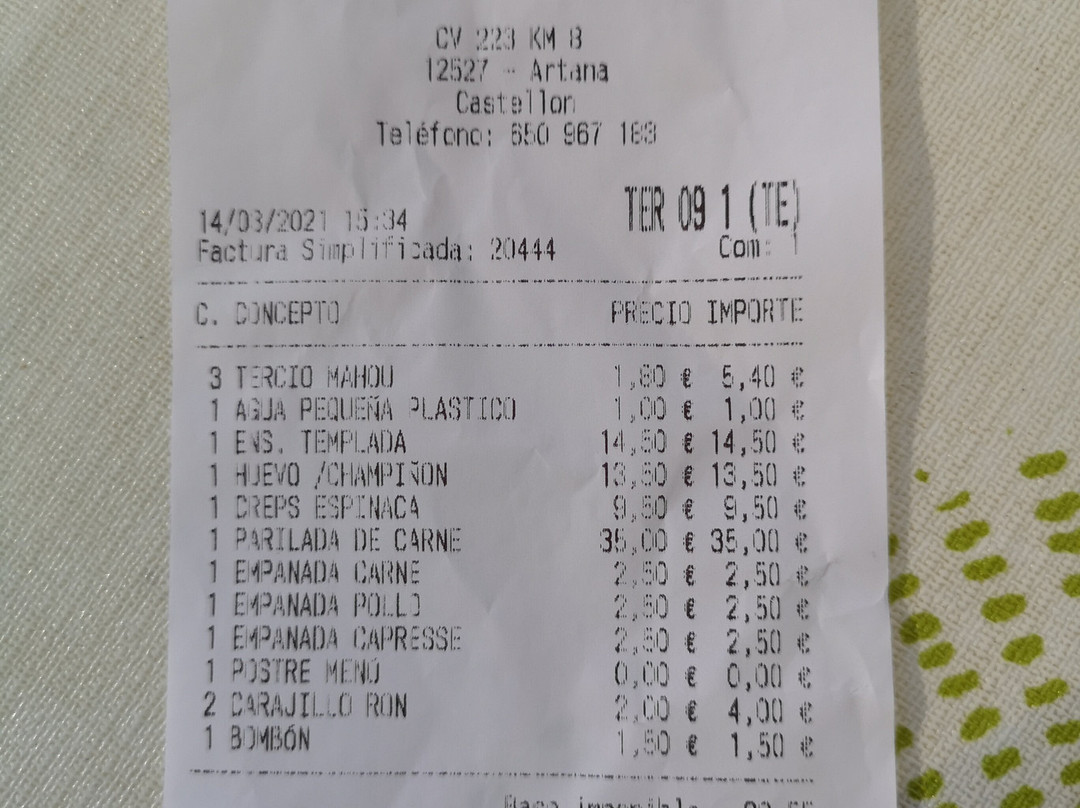 CV 223 KM 8
12527 - Artana
Castellon
Teléfono: 650 967 183
TER 09 1 (TE)
14/03/2021 15:34
Factura Simplificada: 20444
Com: 1
C. CONCEPTO PRECIO IMPORTE
3 TERCIO MAHOU 1,80 € 5,40 €
1 AGUA PEQUEÑA PLASTICO 1,00 € 1,00 €
1 ENS. TEMPLADA 14,50 € 14,50 €
1 HUEVO /CHAMPIÑON 13,50 € 13,50 €
1 CREPS ESPINACA 9,50 € 9,50 €
1 PARILADA DE CARNE 35,00 € 35,00 €
1 EMPANADA CARNE 2,50 € 2,50 €
1 EMPANADA POLLO 2,50 € 2,50 €
1 EMPANADA CAPRESSE 2,50 € 2,50 €
1 POSTRE MENÚ 0,00 € 0,00 €
2 CARAJILLO RON 2,00 € 4,00 €
1 BOMBÓN 1,50 € 1,50 €